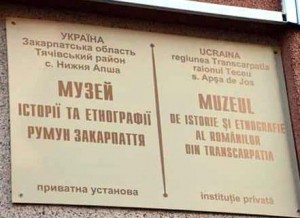 УКРАЇНА
Закарпатська область
Тячівський район
с. Нижня Апша
МУЗЕЙ
ІСТОРІЇ ТА ЕТНОГРАФІЇ
РУМУН ЗАКАРПАТТЯ
приватна установа
UCRAINA
regiunea Transcarpatia
raionul Teceu
s. Apşa de Jos
MUZEUL
DE ISTORIE ŞI ETNOGRAFIE
AL ROMÂNILOR
DIN TRANSCARPATIA
instituţie privată